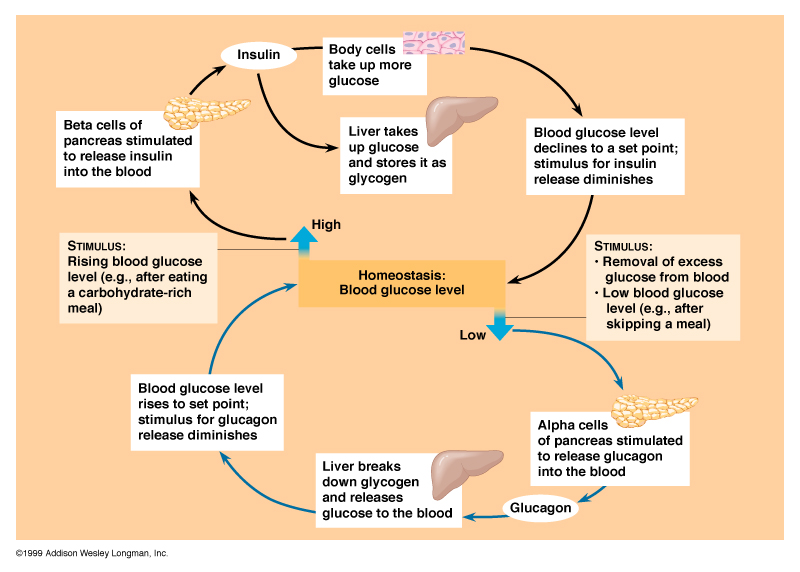 Insulin
Body cells
take up more
glucose
Beta cells of
pancreas stimulated
to release insulin
into the blood
Liver takes
up glucose
and stores it as
glycogen
Blood glucose level
declines to a set point;
stimulus for insulin
release diminishes
High
STIMULUS:
Rising blood glucose
level (e.g., after eating
a carbohydrate-rich
meal)
Homeostasis:
Blood glucose level
STIMULUS:
• Removal of excess
glucose from blood
• Low blood glucose
level (e.g., after
skipping a meal)
Low
Blood glucose level
rises to set point;
stimulus for glucagon
release diminishes
Alpha cells
of pancreas stimulated
to release glucagon
into the blood
Liver breaks
down glycogen
and releases
glucose to the blood
Glucagon
©1999 Addison Wesley Longman, Inc.